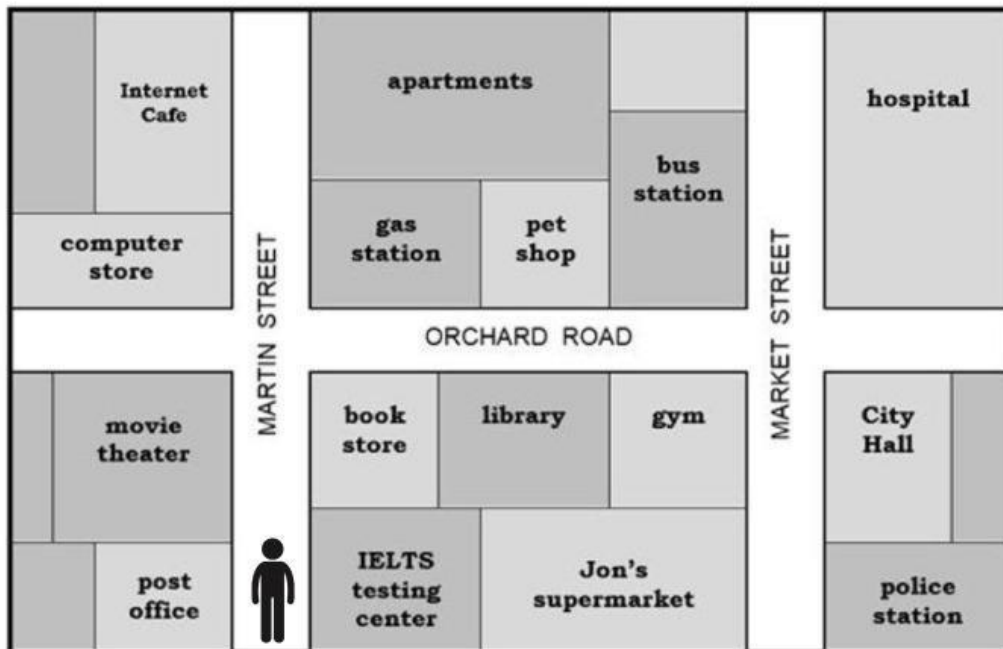 Internet
Cafe
apartments
hospital
bus
station
computer
store
gas
station
pet
shop
MARTIN STREET
MARKET STREET
ORCHARD ROAD
movie
theater
book
store
library
gym
City
Hall
post
office
IELTS
testing
center
Jon's
supermarket
police
station